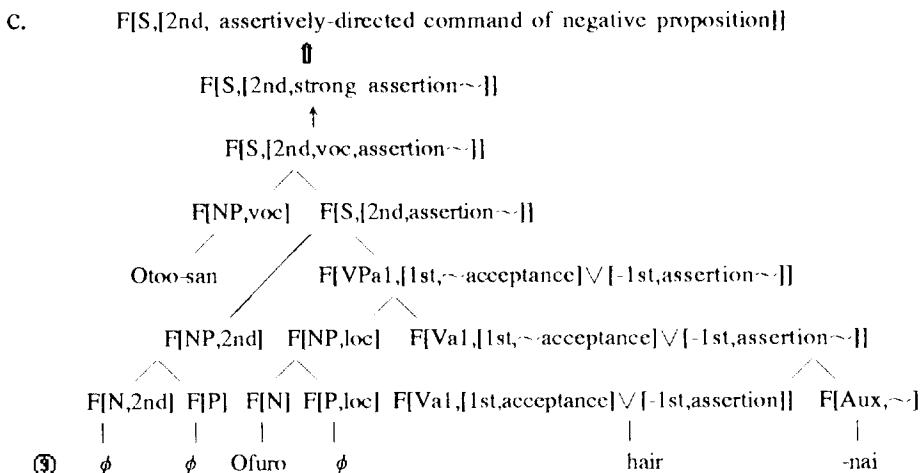 c. F[S,[2nd, assertively-directed command of negative proposition]]
⇧
F[S,[2nd,strong assertion~]]
↑
F[S,[2nd,voc,assertion~]]
F[NP,voc] F[S,[2nd,assertion~]]
Otoo-san F[VPa1,[1st,~acceptance]∨[-1st,assertion~]]
F[NP,2nd] F[NP,loc] F[Va1,[1st,~acceptance]∨[-1st,assertion~]]
F[N,2nd] F[P] F[N] F[P,loc] F[Va1,[1st,acceptance]∨[-1st,assertion]] F[Aux,~]
⑨ ϕ ϕ Ofuro ϕ hair -nai